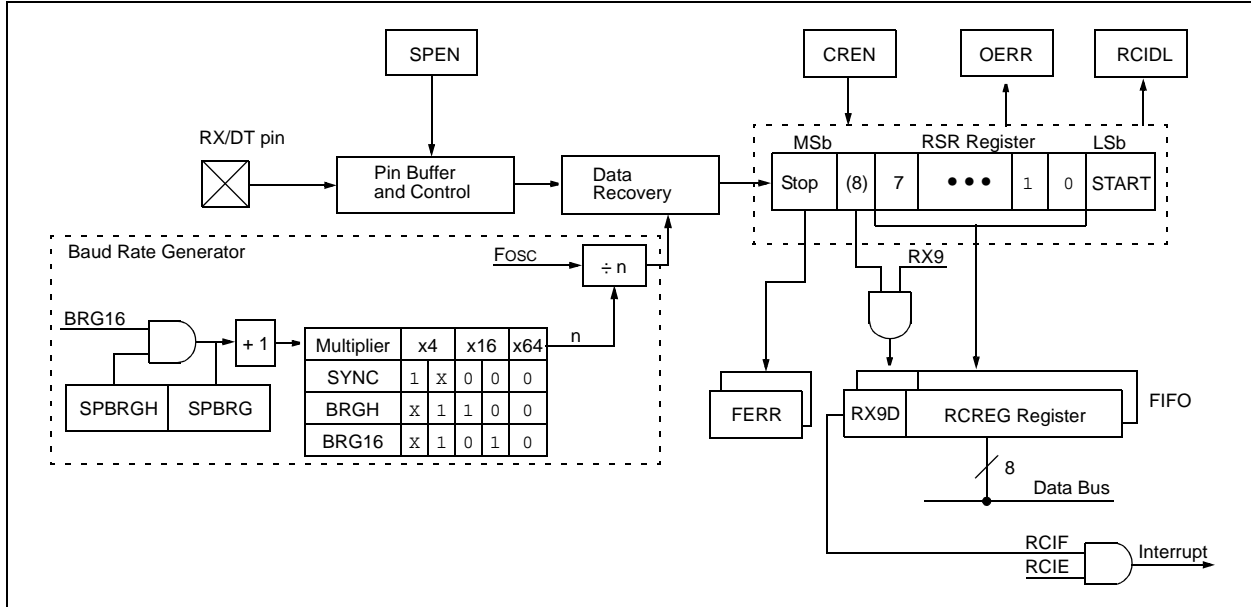 SPEN
CREN
OERR
RCIDL
RX/DT pin
Pin Buffer
and Control
Data
Recovery
MSb
RSR Register
LSb
Stop
(8)
7
• • •
1
0
START
Baud Rate Generator
FOSC
÷ n
RX9
BRG16
+ 1
n
SPBRGH
SPBRG
Multiplier x4 x16 x64
SYNC 1 X 0 0 0
BRGH X 1 1 0 0
BRG16 X 1 0 1 0
FERR
RX9D
RCREG Register
FIFO
8
Data Bus
RCIF
RCIE
Interrupt